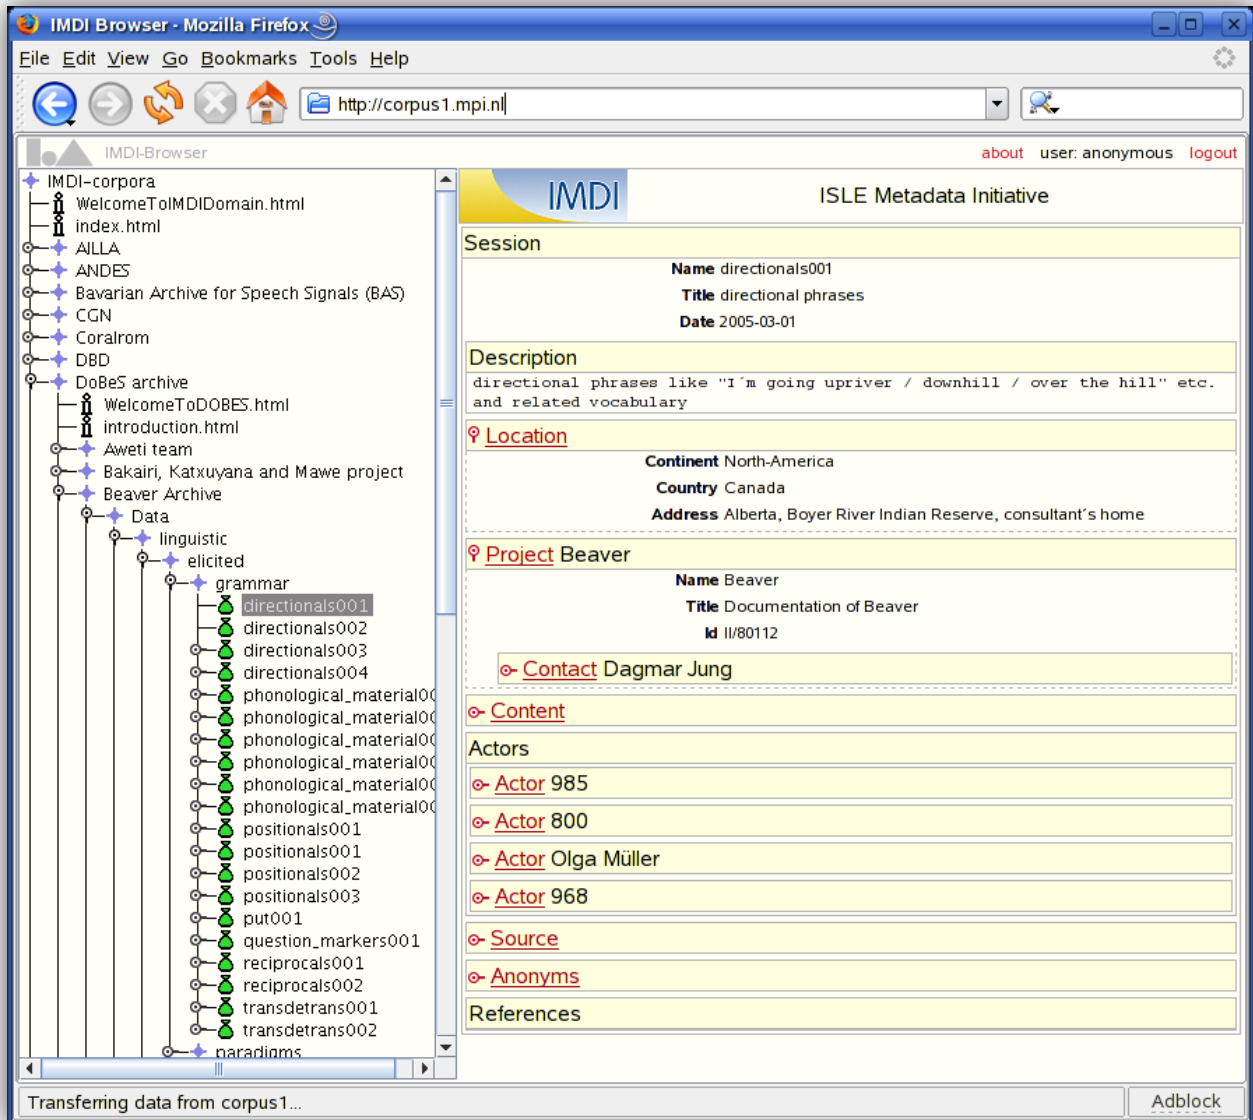 IMDI Browser - Mozilla Firefox
File Edit View Go Bookmarks Tools Help
http://corpus1.mpi.nl
IMDI-Browser
about user: anonymous logout
IMDI-corpora
WelcomeToIMDIDomain.html
index.html
AILLA
ANDES
Bavarian Archive for Speech Signals (BAS)
CGN
Coralrom
DBD
DoBeS archive
WelcomeToDOBES.html
introduction.html
Aweti team
Bakairi, Katxuyana and Mawe project
Beaver Archive
Data
linguistic
elicited
grammar
directionals001
directionals002
directionals003
directionals004
phonological_material00
phonological_material00
phonological_material00
phonological_material00
phonological_material00
phonological_material00
positionals001
positionals001
positionals002
positionals003
put001
question_markers001
reciprocals001
reciprocals002
transdetrans001
transdetrans002
paradigms
IMDI
ISLE Metadata Initiative
Session
Name directionals001
Title directional phrases
Date 2005-03-01
Description
directional phrases like "I´m going upriver / downhill / over the hill" etc.
and related vocabulary
Location
Continent North-America
Country Canada
Address Alberta, Boyer River Indian Reserve, consultant´s home
Project Beaver
Name Beaver
Title Documentation of Beaver
Id II/80112
Contact Dagmar Jung
Content
Actors
Actor 985
Actor 800
Actor Olga Müller
Actor 968
Source
Anonyms
References
Transferring data from corpus1...
Adblock